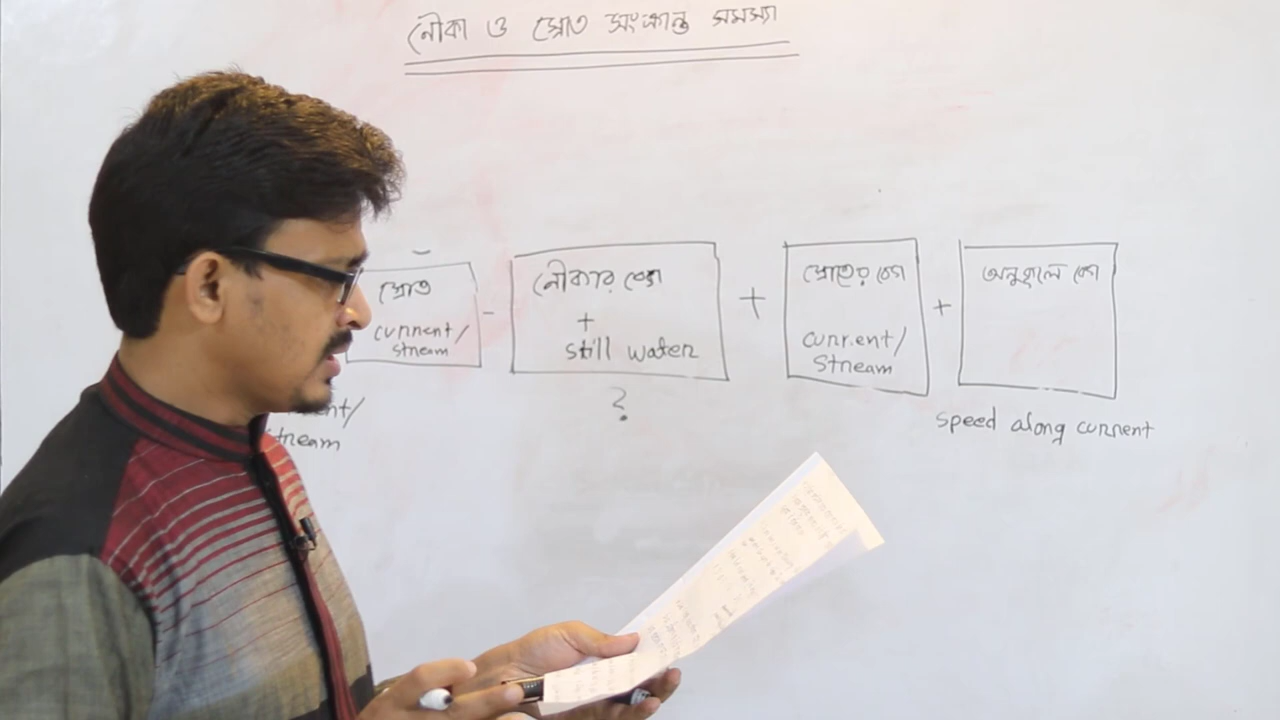 নৌকা ও স্রোত সংক্রান্ত সমস্যা
স্রোত
current/
stream
-
নৌকার বেগ
+
still water
?
+
স্রোতের বেগ
current/
stream
+
অনুকূলে বেগ
speed along current
nt/
tream